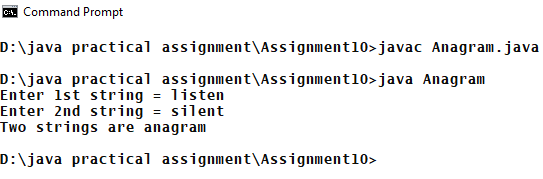 Command Prompt
D:\java practical assignment\Assignment10>javac Anagram.java
D:\java practical assignment\Assignment10>java Anagram
Enter 1st string = listen
Enter 2nd string = silent
Two strings are anagram
D:\java practical assignment\Assignment10>